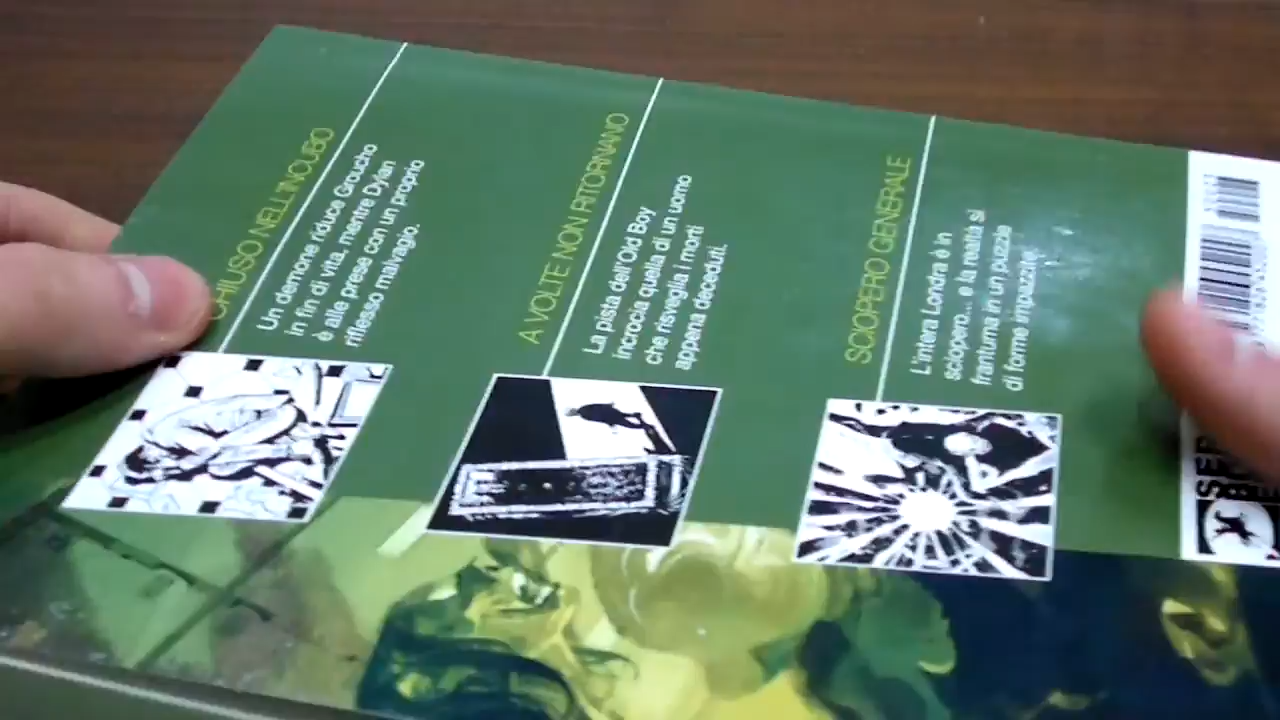 CHIUSO NELL'INCUBO
Un demone riduce Groucho
in fin di vita, mentre Dylan
è alle prese con un proprio
riflesso malvagio.
A VOLTE NON RITORNANO
La pista dell'Old Boy
incrocia quella di un uomo
che risveglia i morti
appena deceduti.
SCIOPERO GENERALE
L'intera Londra è in
sciopero... e la realtà si
frantuma in un puzzle
di forme impazzite.